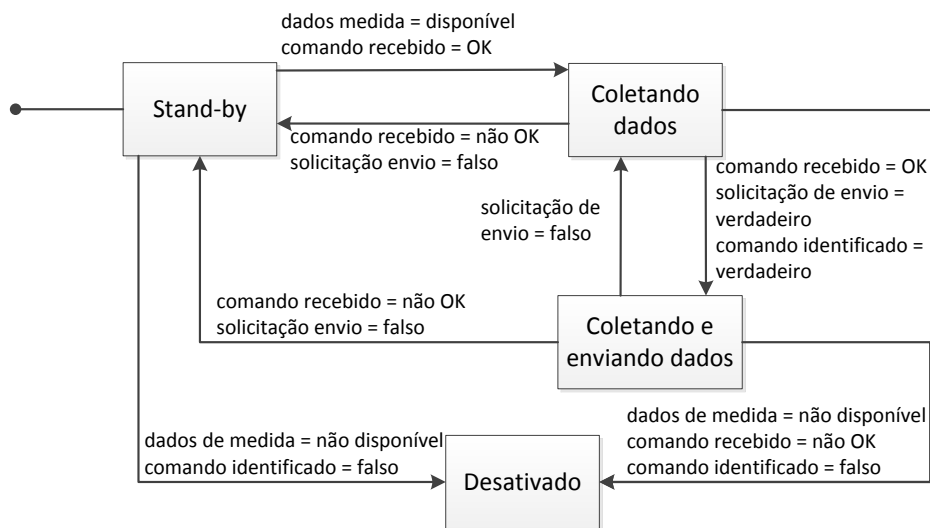 dados medida = disponível
comando recebido = OK
Stand-by
Coletando
dados
comando recebido = não OK
solicitação envio = falso
comando recebido = OK
solicitação de envio =
verdadeiro
comando identificado =
verdadeiro
solicitação de
envio = falso
comando recebido = não OK
solicitação envio = falso
Coletando e
enviando dados
dados de medida = não disponível
comando identificado = falso
dados de medida = não disponível
comando recebido = não OK
comando identificado = falso
Desativado